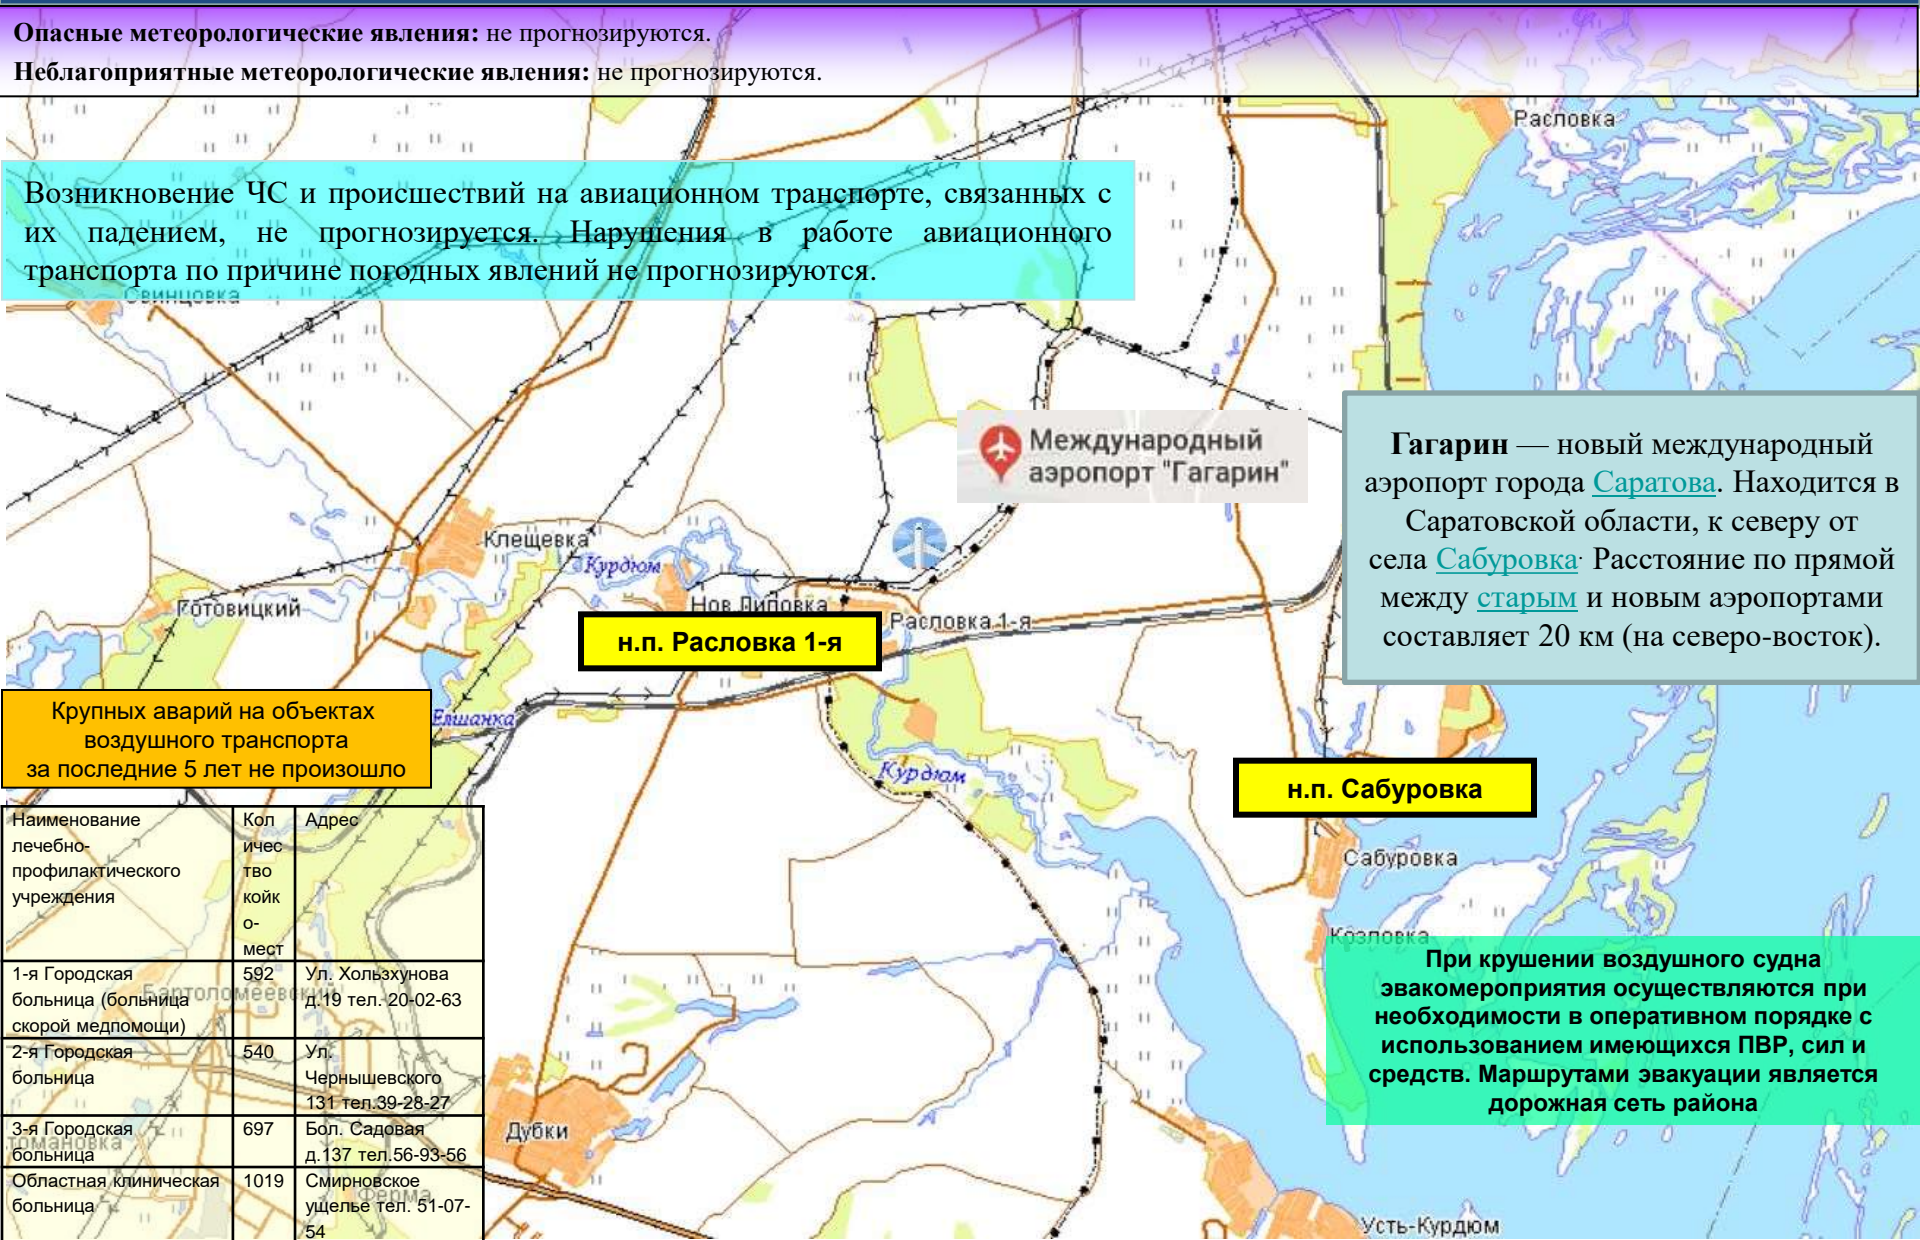 Опасные метеорологические явления: не прогнозируются.
Неблагоприятные метеорологические явления: не прогнозируются.
Расловка
Возникновение ЧС и происшествий на авиационном транспорте, связанных с
их падением, не прогнозируется. Нарушения в работе авиационного
транспорта по причине погодных явлений не прогнозируются.
Свинцовка
Международный
аэропорт "Гагарин"
Гагарин — новый международный
аэропорт города Саратова. Находится в
Саратовской области, к северу от
села Сабуровка. Расстояние по прямой
между старым и новым аэропортами
составляет 20 км (на северо-восток).
Клещевка
Курдюм
Готовицкий
Нов.Липовка
Расловка 1-я
н.п. Расловка 1-я
Елшанка
Крупных аварий на объектах
воздушного транспорта
за последние 5 лет не произошло
Курдюм
н.п. Сабуровка
Сабуровка
Козловка
При крушении воздушного судна
эвакомероприятия осуществляются при
необходимости в оперативном порядке с
использованием имеющихся ПВР, сил и
средств. Маршрутами эвакуации является
дорожная сеть района
Наименование
лечебно-
профилактического
учреждения
Кол
ичес
тво
койк
о-
мест
Адрес
1-я Городская
больница (больница
скорой медпомощи)
592
Ул. Хользунова
д.19 тел. 20-02-63
Бартоломеевский
2-я Городская
больница
540
Ул.
Чернышевского
131 тел.39-28-27
3-я Городская
больница
697
Бол. Садовая
д.137 тел.56-93-56
Областная клиническая
больница
1019
Смирновское
ущелье тел. 51-07-
54
томановка
Ферма
Дубки
Усть-Курдюм